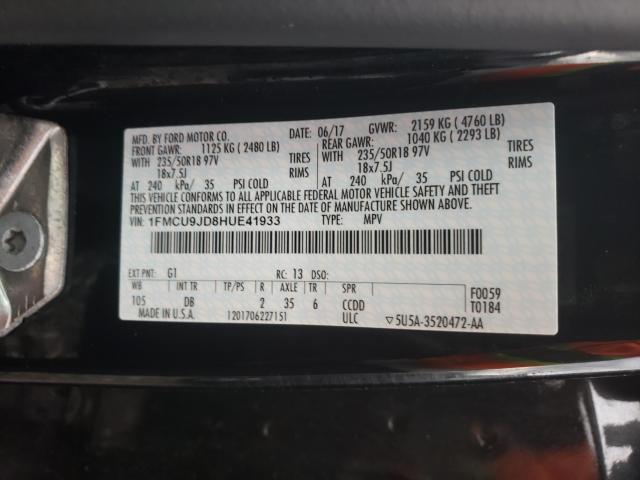 MFD. BY FORD MOTOR CO. DATE: 06/17 GVWR: 2159 KG ( 4760 LB)
FRONT GAWR: 1125 KG ( 2480 LB) REAR GAWR: 1040 KG ( 2293 LB)
WITH 235/50R18 97V TIRES WITH 235/50R18 97V TIRES
18x7.5J RIMS 18x7.5J RIMS
AT 240 kPa/ 35 PSI COLD AT 240 kPa/ 35 PSI COLD
THIS VEHICLE CONFORMS TO ALL APPLICABLE FEDERAL MOTOR VEHICLE SAFETY AND THEFT
PREVENTION STANDARDS IN EFFECT ON THE DATE OF MANUFACTURE SHOWN ABOVE.
VIN: 1FMCU9JD8HUE41933 TYPE: MPV
EXT PNT: G1 RC: 13 DSO:
WB INT TR TP/PS R AXLE TR SPR
105 DB 2 35 6 CCDD F0059
T0184
MADE IN U.S.A. 1201706227151 ULC ▽5U5A-3520472-AA